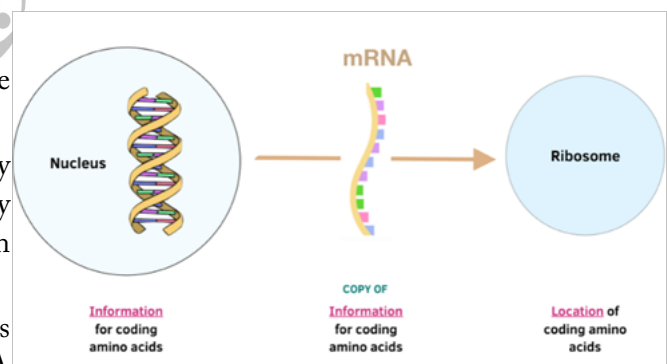 mRNA
Nucleus
Ribosome
COPY OF
Information
for coding
amino acids
Information
for coding
amino acids
Location of
coding amino
acids